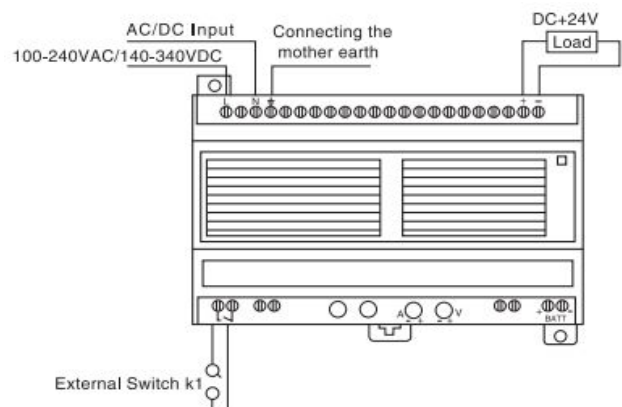 AC/DC Input
100-240VAC/140-340VDC
Connecting the
mother earth
DC+24V
Load
L N + −
A − +
− + V
+ −
BATT
External Switch k1